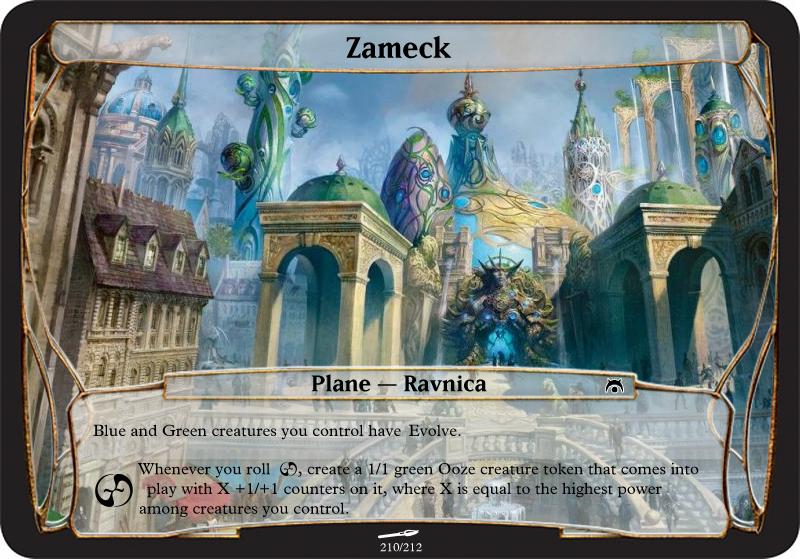 Zameck
Plane — Ravnica
Blue and Green creatures you control have Evolve.
Whenever you roll , create a 1/1 green Ooze creature token that comes into
play with X +1/+1 counters on it, where X is equal to the highest power
among creatures you control.
210/212